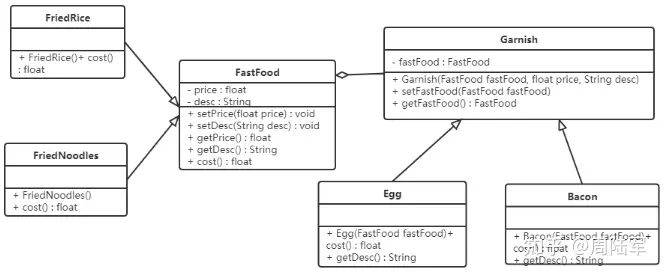 FriedRice
+ FriedRice()+ cost()
: float
FastFood
- price : float
- desc : String
+ setPrice(float price) : void
+ setDesc(String desc) : void
+ getPrice() : float
+ getDesc() : String
+ cost() : float
Garnish
- fastFood : FastFood
+ Garnish(FastFood fastFood, float price, String desc)
+ setFastFood(FastFood fastFood)
+ getFastFood() : FastFood
FriedNoodles
+ FriedNoodles()
+ cost() : float
Egg
+ Egg(FastFood fastFood)+
cost() : float
+ getDesc() : String
Bacon
+ Bacon(FastFood fastFood)+
cost() : float
+ getDesc() : String
知乎 @周陆军